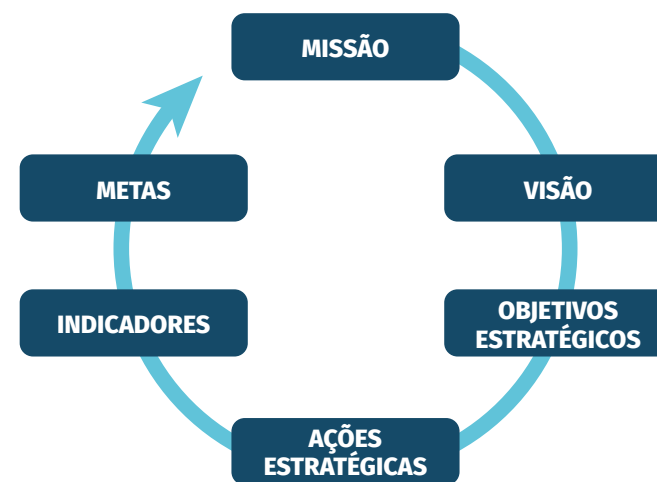 MISSÃO
VISÃO
OBJETIVOS
ESTRATÉGICOS
AÇÕES
ESTRATÉGICAS
INDICADORES
METAS